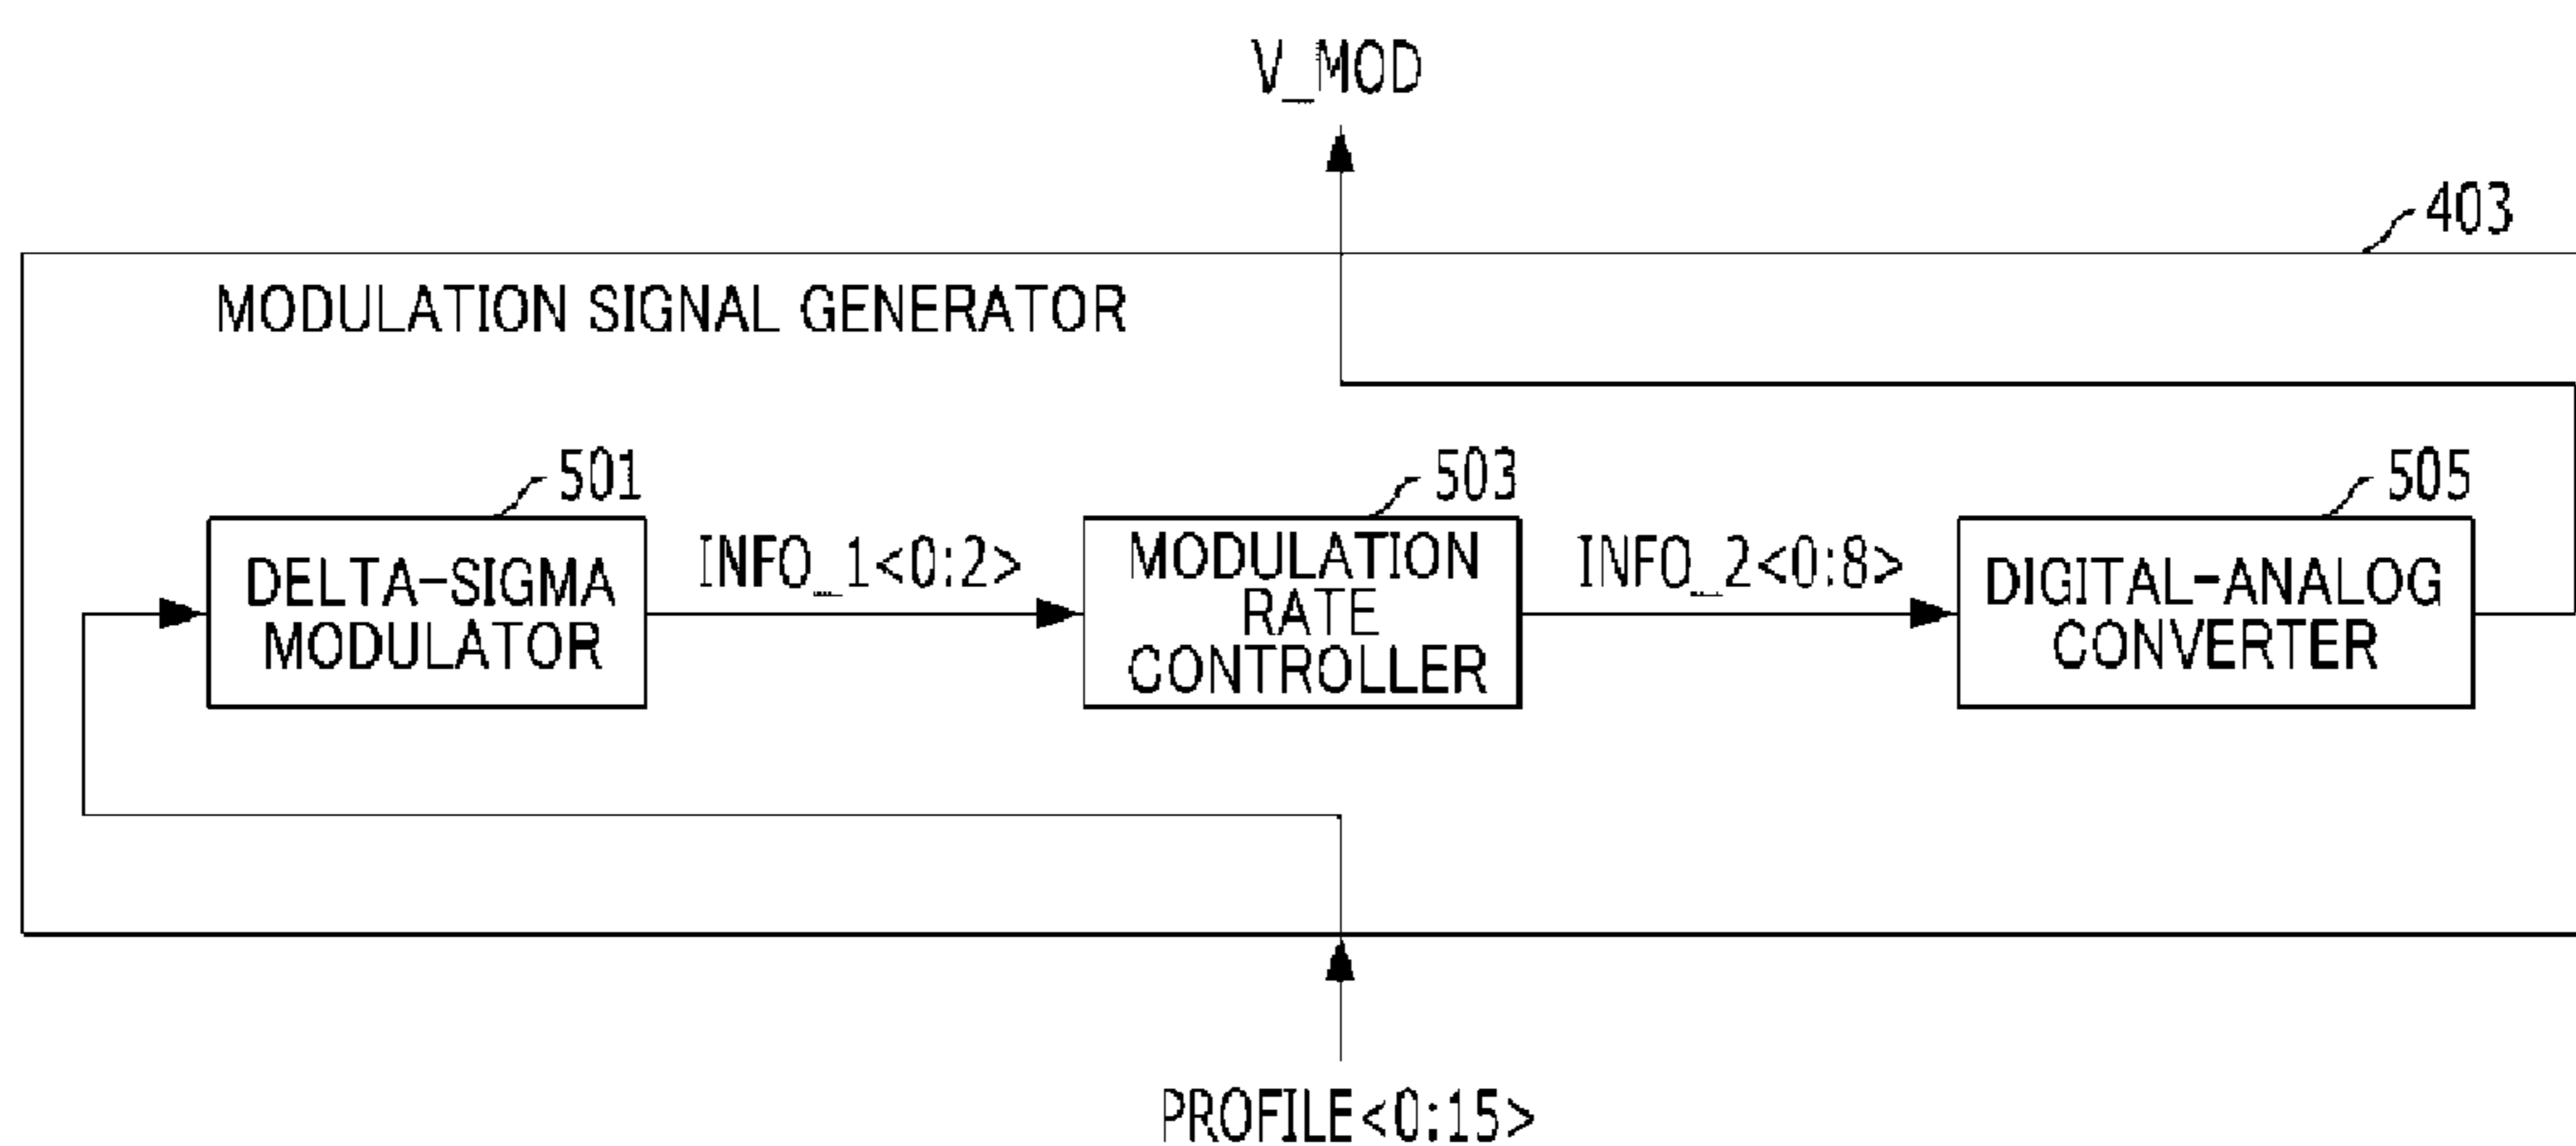 V_MOD
403
MODULATION SIGNAL GENERATOR
501
503
505
DELTA-SIGMA
MODULATOR
INFO_1<0:2>
MODULATION
RATE
CONTROLLER
INFO_2<0:8>
DIGITAL-ANALOG
CONVERTER
PROFILE<0:15>